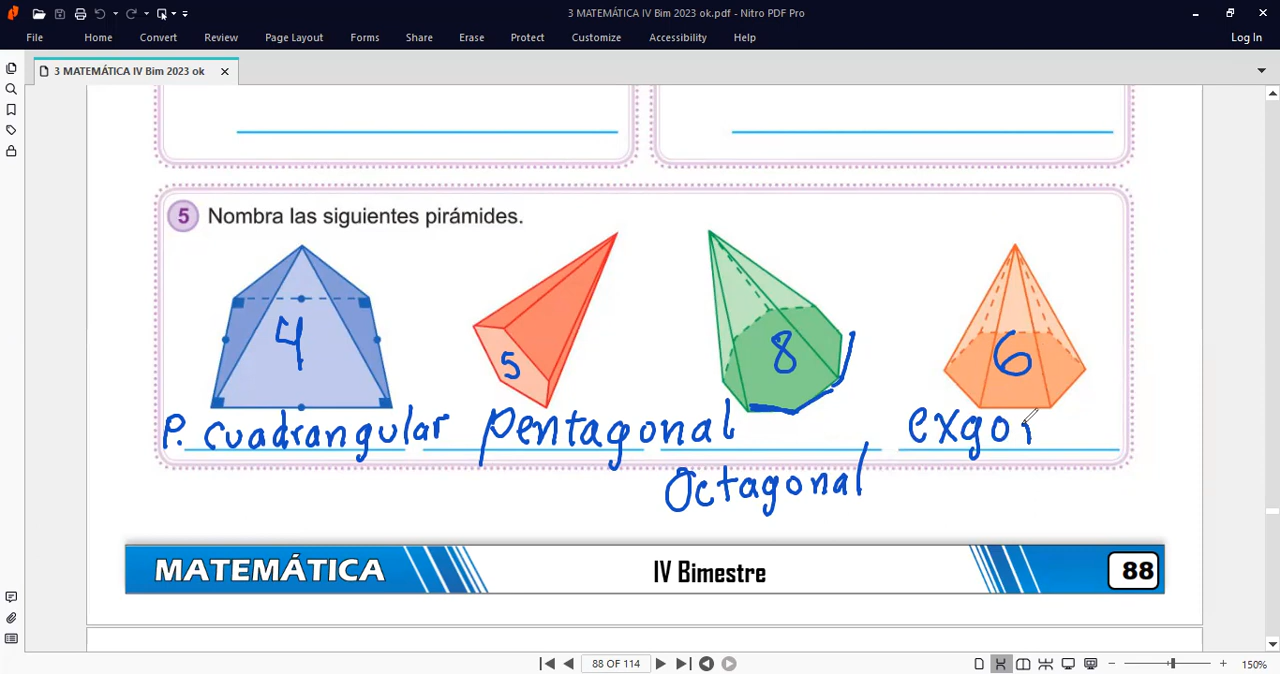 3 MATEMÁTICA IV Bim 2023 ok.pdf - Nitro PDF Pro
File Home Convert Review Page Layout Forms Share Erase Protect Customize Accessibility Help Log In
3 MATEMÁTICA IV Bim 2023 ok
5 Nombra las siguientes pirámides.
4 5 8 6
P. cuadrangular pentagonal exgon
Octagonal
MATEMÁTICA IV Bimestre 88
88 OF 114 150%